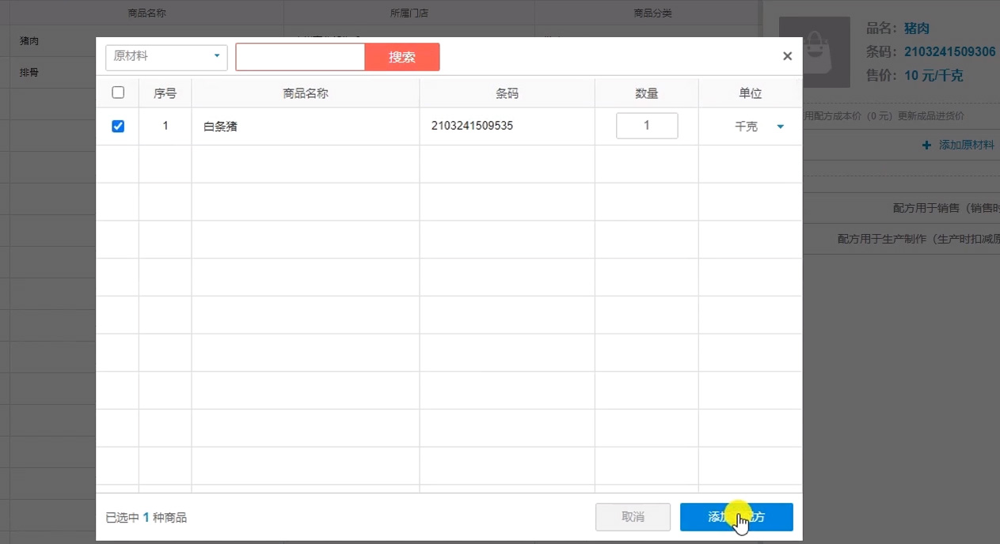 商品名称 所属门店 商品分类
猪肉
排骨
品名：猪肉
条码：2103241509306
售价：10 元/千克
用配方成本价（0 元）更新成品进货价
添加原材料
配方用于销售（销售时
配方用于生产制作（生产时扣减原
原材料 搜索
序号 商品名称 条码 数量 单位
1 白条猪 2103241509535 1 千克
已选中 1 种商品 取消 添加 配方